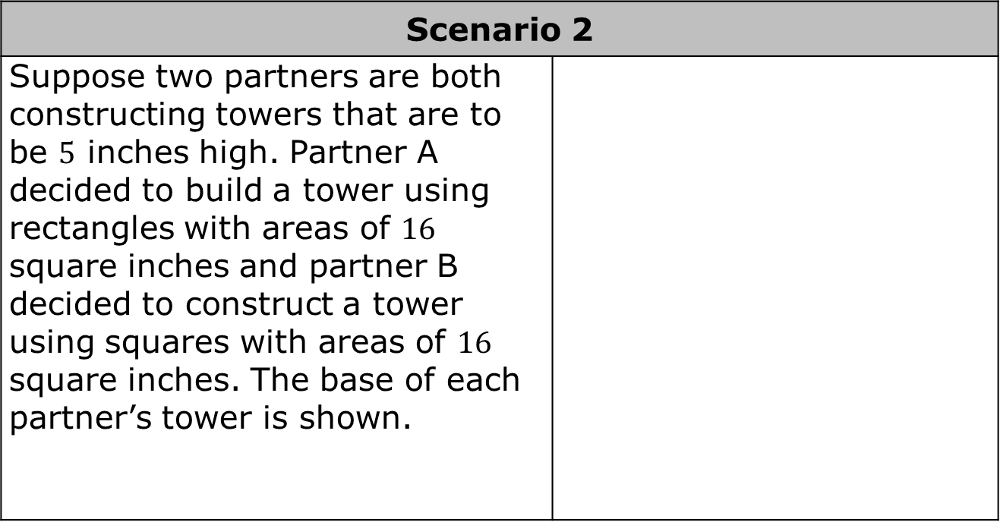 Scenario 2
Suppose two partners are both
constructing towers that are to
be 5 inches high. Partner A
decided to build a tower using
rectangles with areas of 16
square inches and partner B
decided to construct a tower
using squares with areas of 16
square inches. The base of each
partner’s tower is shown.